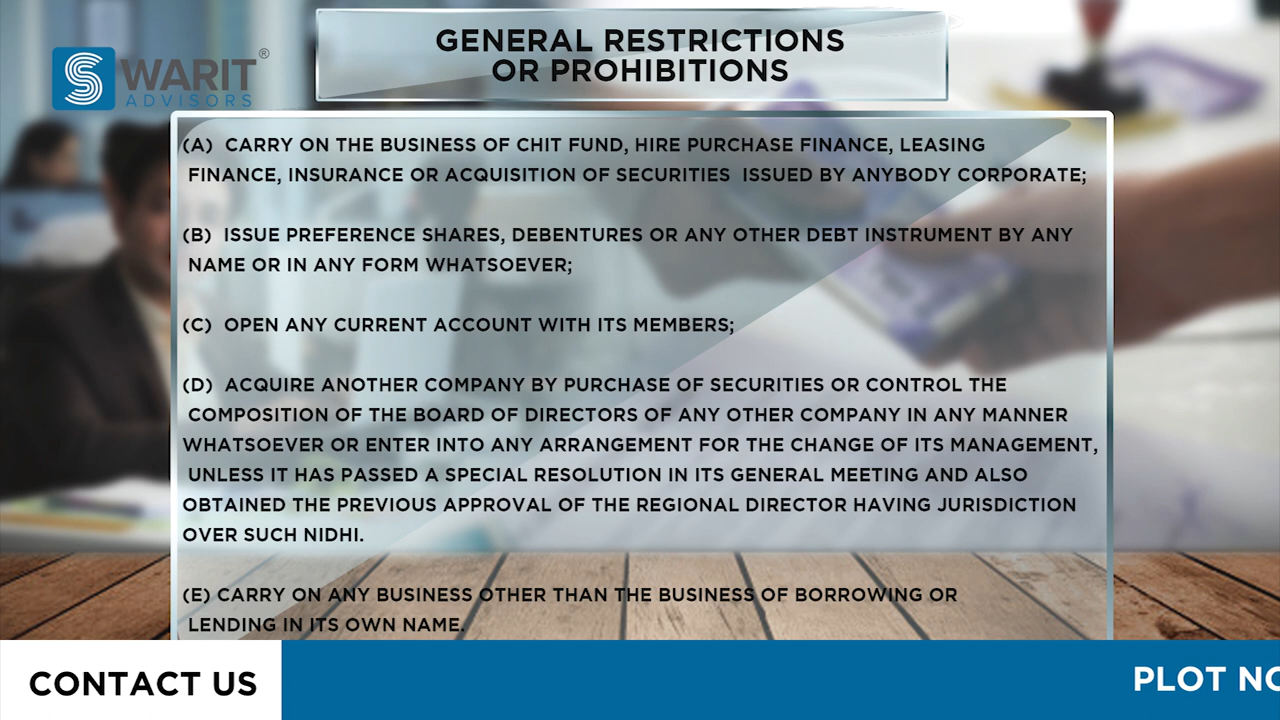 SWARIT®
ADVISORS
GENERAL RESTRICTIONS
OR PROHIBITIONS
(A) CARRY ON THE BUSINESS OF CHIT FUND, HIRE PURCHASE FINANCE, LEASING
FINANCE, INSURANCE OR ACQUISITION OF SECURITIES ISSUED BY ANYBODY CORPORATE;
(B) ISSUE PREFERENCE SHARES, DEBENTURES OR ANY OTHER DEBT INSTRUMENT BY ANY
NAME OR IN ANY FORM WHATSOEVER;
(C) OPEN ANY CURRENT ACCOUNT WITH ITS MEMBERS;
(D) ACQUIRE ANOTHER COMPANY BY PURCHASE OF SECURITIES OR CONTROL THE
COMPOSITION OF THE BOARD OF DIRECTORS OF ANY OTHER COMPANY IN ANY MANNER
WHATSOEVER OR ENTER INTO ANY ARRANGEMENT FOR THE CHANGE OF ITS MANAGEMENT,
UNLESS IT HAS PASSED A SPECIAL RESOLUTION IN ITS GENERAL MEETING AND ALSO
OBTAINED THE PREVIOUS APPROVAL OF THE REGIONAL DIRECTOR HAVING JURISDICTION
OVER SUCH NIDHI.
(E) CARRY ON ANY BUSINESS OTHER THAN THE BUSINESS OF BORROWING OR
LENDING IN ITS OWN NAME.
CONTACT US
PLOT NO